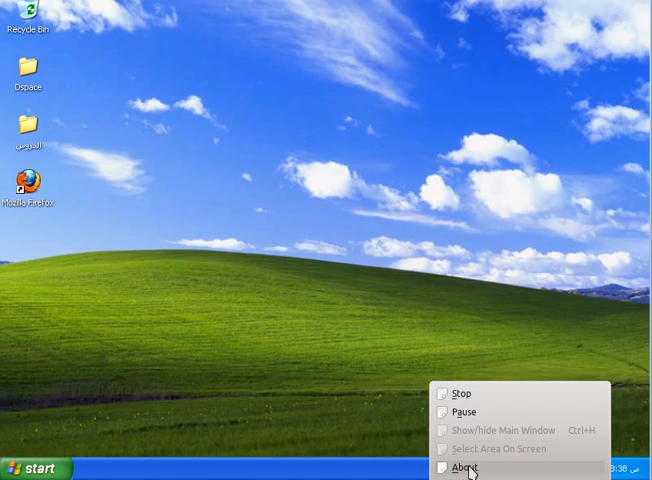 Recycle Bin
Dspace
الدروس
Mozilla Firefox
Stop
Pause
Show/hide Main Window Ctrl+H
Select Area On Screen
About
start
8:38 ص